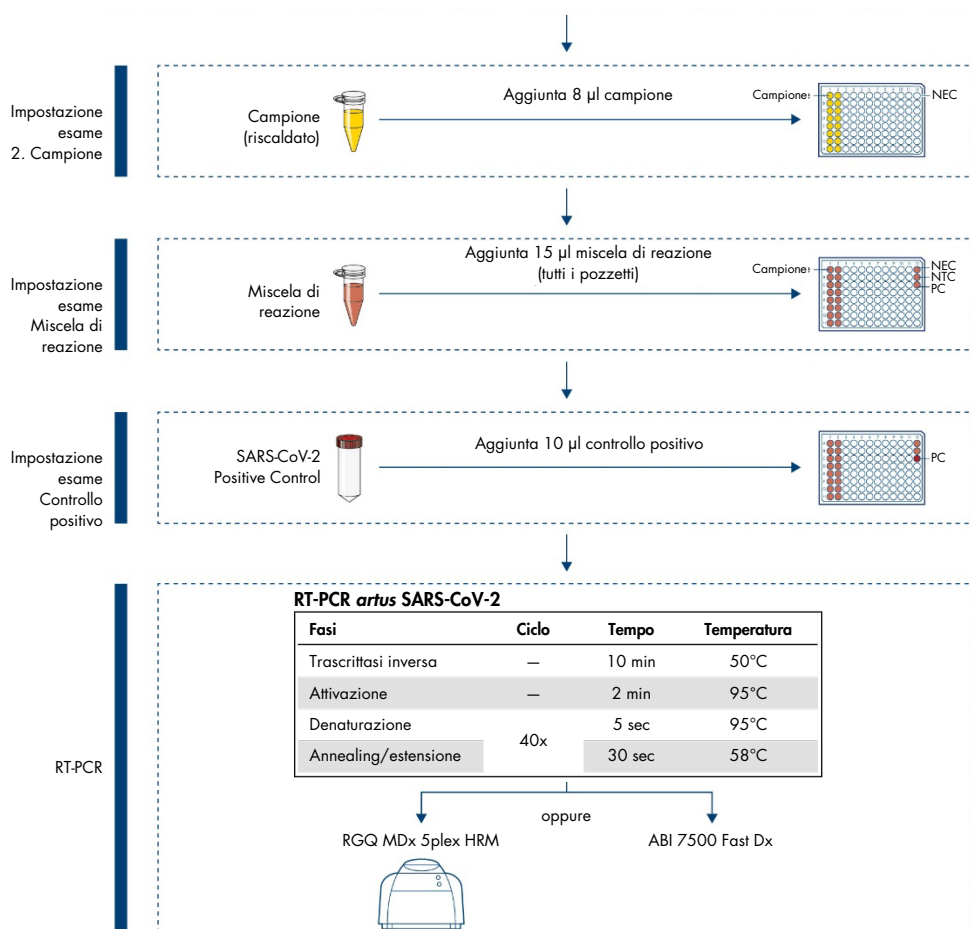 Impostazione
esame
2. Campione
Campione
(riscaldato)
Aggiunta 8 µl campione
Campione
NEC
Impostazione
esame
Miscela di
reazione
Miscela di
reazione
Aggiunta 15 µl miscela di reazione
(tutti i pozzetti)
Campione
NEC
NTC
PC
Impostazione
esame
Controllo
positivo
SARS-CoV-2
Positive Control
Aggiunta 10 µl controllo positivo
PC
RT-PCR
RT-PCR artus SARS-CoV-2
Fasi Ciclo Tempo Temperatura
Trascrittasi inversa — 10 min 50°C
Attivazione — 2 min 95°C
Denaturazione 5 sec 95°C
40x
Annealing/estensione 30 sec 58°C
oppure
RGQ MDx 5plex HRM
ABI 7500 Fast Dx